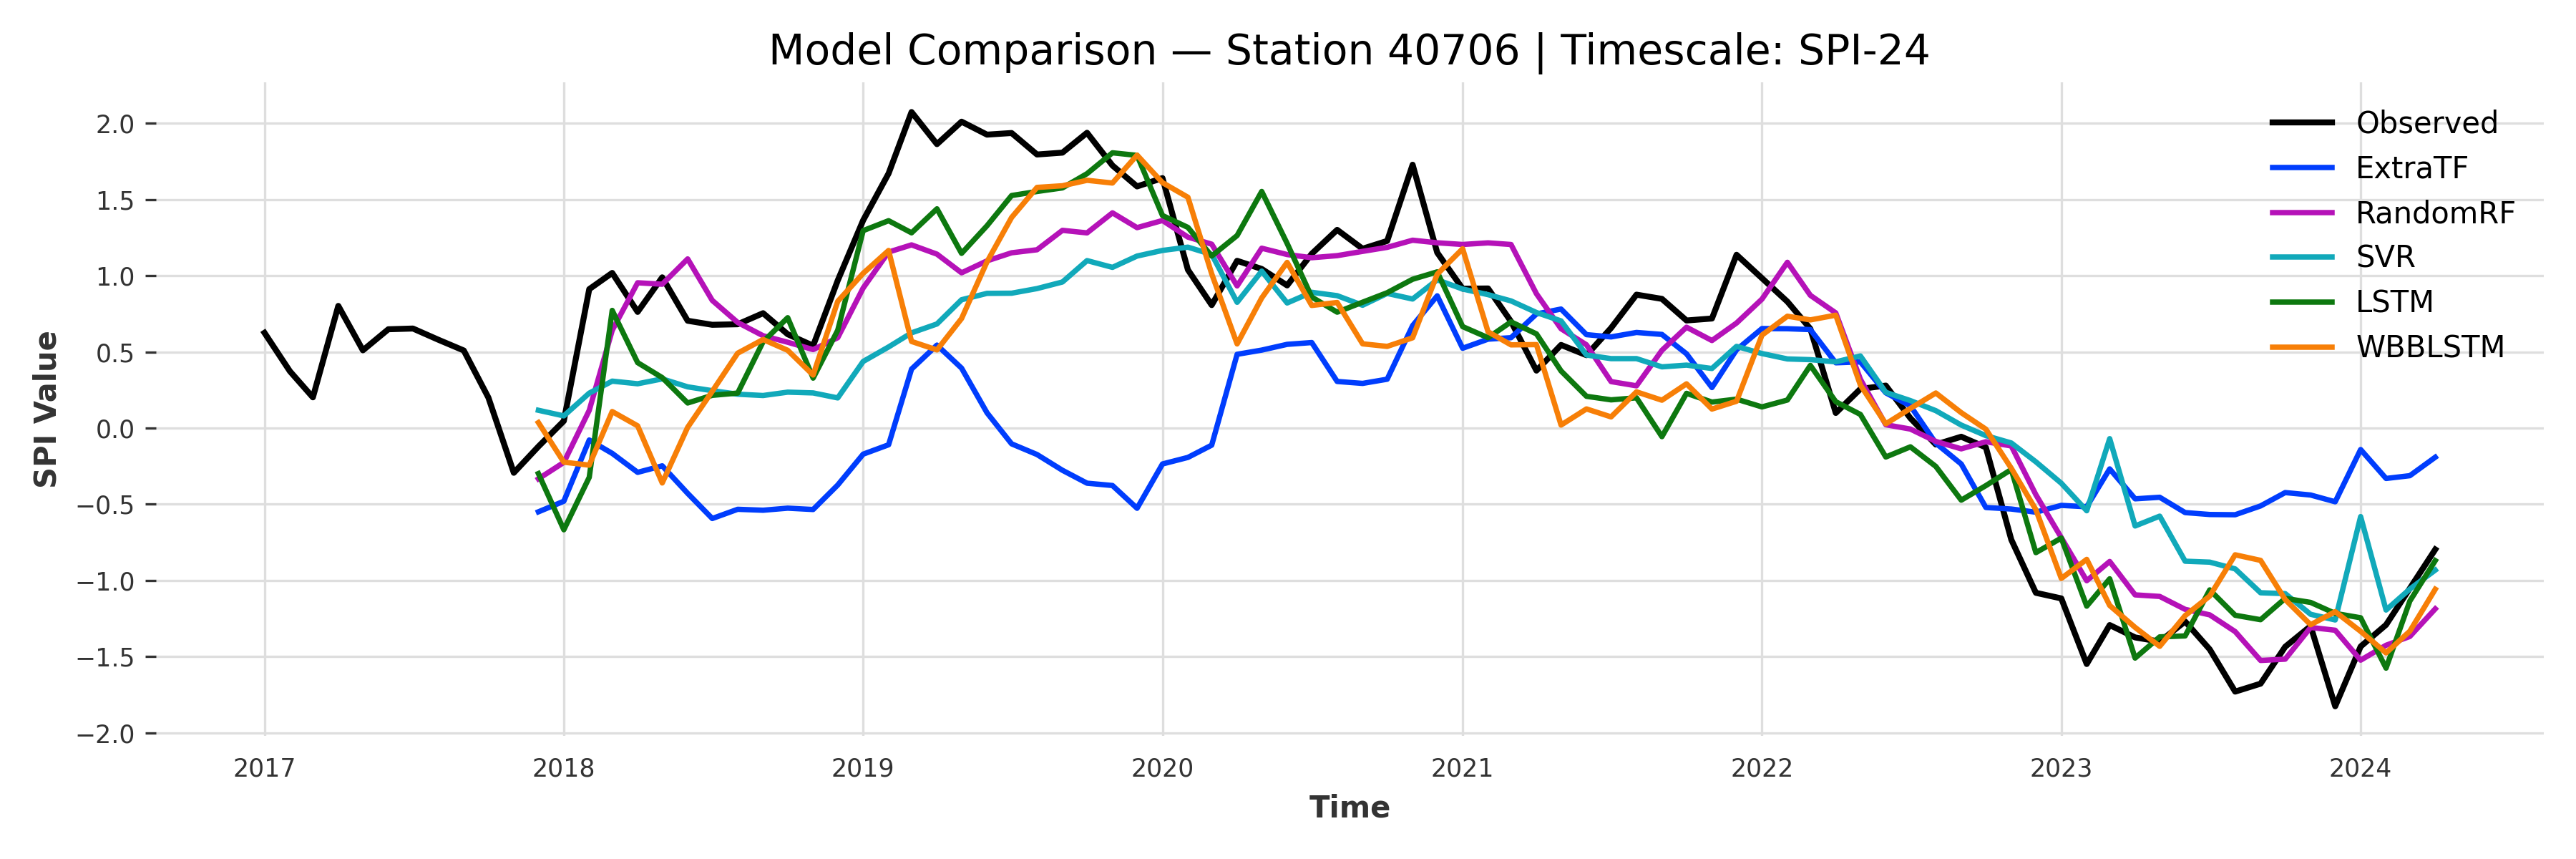 Model Comparison — Station 40706 | Timescale: SPI-24
SPI Value
2.0
1.5
1.0
0.5
0.0
−0.5
−1.0
−1.5
−2.0
Observed
ExtraTF
RandomRF
SVR
LSTM
WBBLSTM
2017 2018 2019 2020 2021 2022 2023 2024
Time